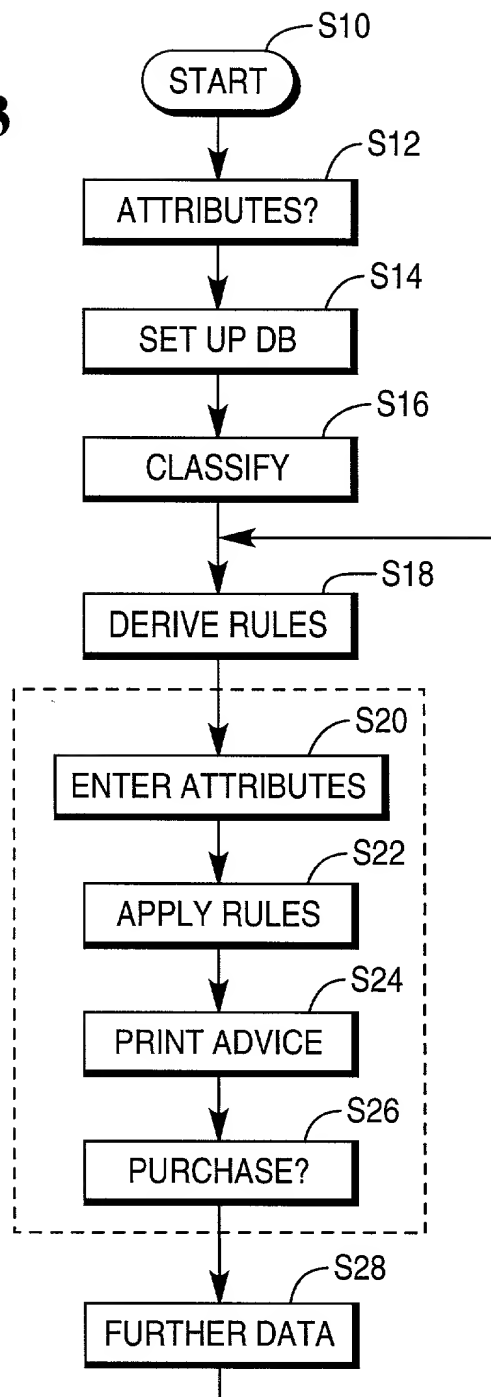 S10
START
S12
ATTRIBUTES?
S14
SET UP DB
S16
CLASSIFY
S18
DERIVE RULES
S20
ENTER ATTRIBUTES
S22
APPLY RULES
S24
PRINT ADVICE
S26
PURCHASE?
S28
FURTHER DATA